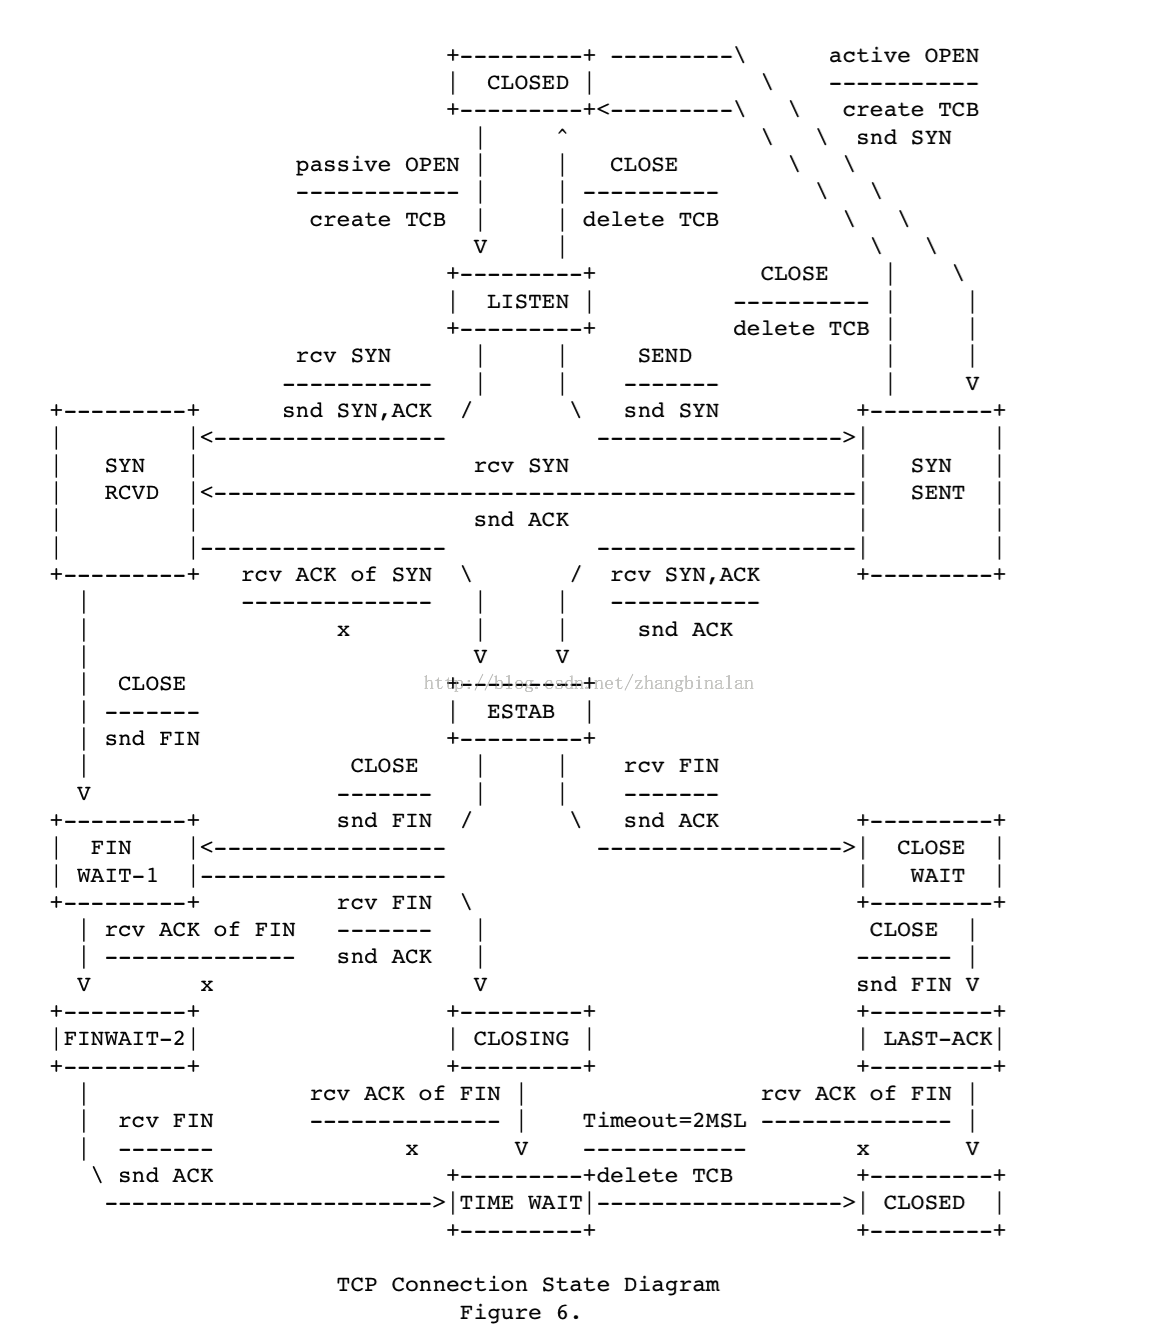 active OPEN
CLOSED
create TCB
snd SYN
passive OPEN CLOSE
create TCB delete TCB
V
CLOSE
LISTEN
delete TCB
rcv SYN SEND
V
snd SYN,ACK snd SYN
SYN rcv SYN SYN
RCVD SENT
snd ACK
rcv ACK of SYN rcv SYN,ACK
x snd ACK
V V
CLOSE http://blog.csdn.net/zhangbinalan
ESTAB
snd FIN
CLOSE rcv FIN
V
snd FIN snd ACK
FIN CLOSE
WAIT-1 WAIT
rcv FIN
rcv ACK of FIN CLOSE
snd ACK
V x V snd FIN V
FINWAIT-2 CLOSING LAST-ACK
rcv ACK of FIN rcv ACK of FIN
rcv FIN Timeout=2MSL
x V x V
snd ACK delete TCB
TIME WAIT CLOSED
TCP Connection State Diagram
Figure 6.